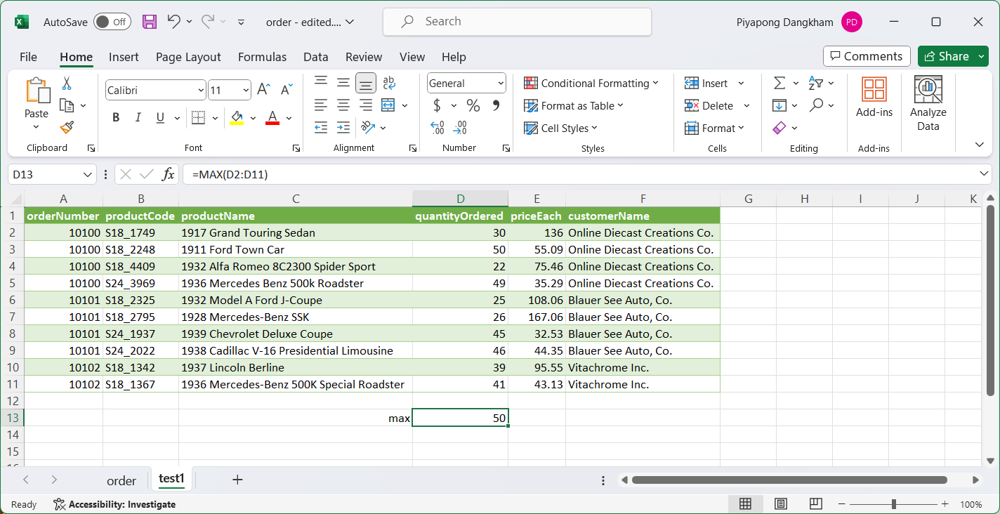 AutoSave Off order - edited.... Search Piyapong Dangkham PD
File Home Insert Page Layout Formulas Data Review View Help Comments Share
Paste
Calibri 11
B I U
ab
General
$ % 9
.00
.00
Conditional Formatting
Format as Table
Cell Styles
Insert
Delete
Format
Add-ins
Analyze
Data
Clipboard Font Alignment Number Styles Cells Editing Add-ins
D13 fx =MAX(D2:D11)
A B C D E F G H I J K
1 orderNumber productCode productName quantityOrdered priceEach customerName
2 10100 S18_1749 1917 Grand Touring Sedan 30 136 Online Diecast Creations Co.
3 10100 S18_2248 1911 Ford Town Car 50 55.09 Online Diecast Creations Co.
4 10100 S18_4409 1932 Alfa Romeo 8C2300 Spider Sport 22 75.46 Online Diecast Creations Co.
5 10100 S24_3969 1936 Mercedes Benz 500k Roadster 49 35.29 Online Diecast Creations Co.
6 10101 S18_2325 1932 Model A Ford J-Coupe 25 108.06 Blauer See Auto, Co.
7 10101 S18_2795 1928 Mercedes-Benz SSK 26 167.06 Blauer See Auto, Co.
8 10101 S24_1937 1939 Chevrolet Deluxe Coupe 45 32.53 Blauer See Auto, Co.
9 10101 S24_2022 1938 Cadillac V-16 Presidential Limousine 46 44.35 Blauer See Auto, Co.
10 10102 S18_1342 1937 Lincoln Berline 39 95.55 Vitachrome Inc.
11 10102 S18_1367 1936 Mercedes-Benz 500K Special Roadster 41 43.13 Vitachrome Inc.
12
13 max 50
14
15
order test1
Ready Accessibility: Investigate 100%